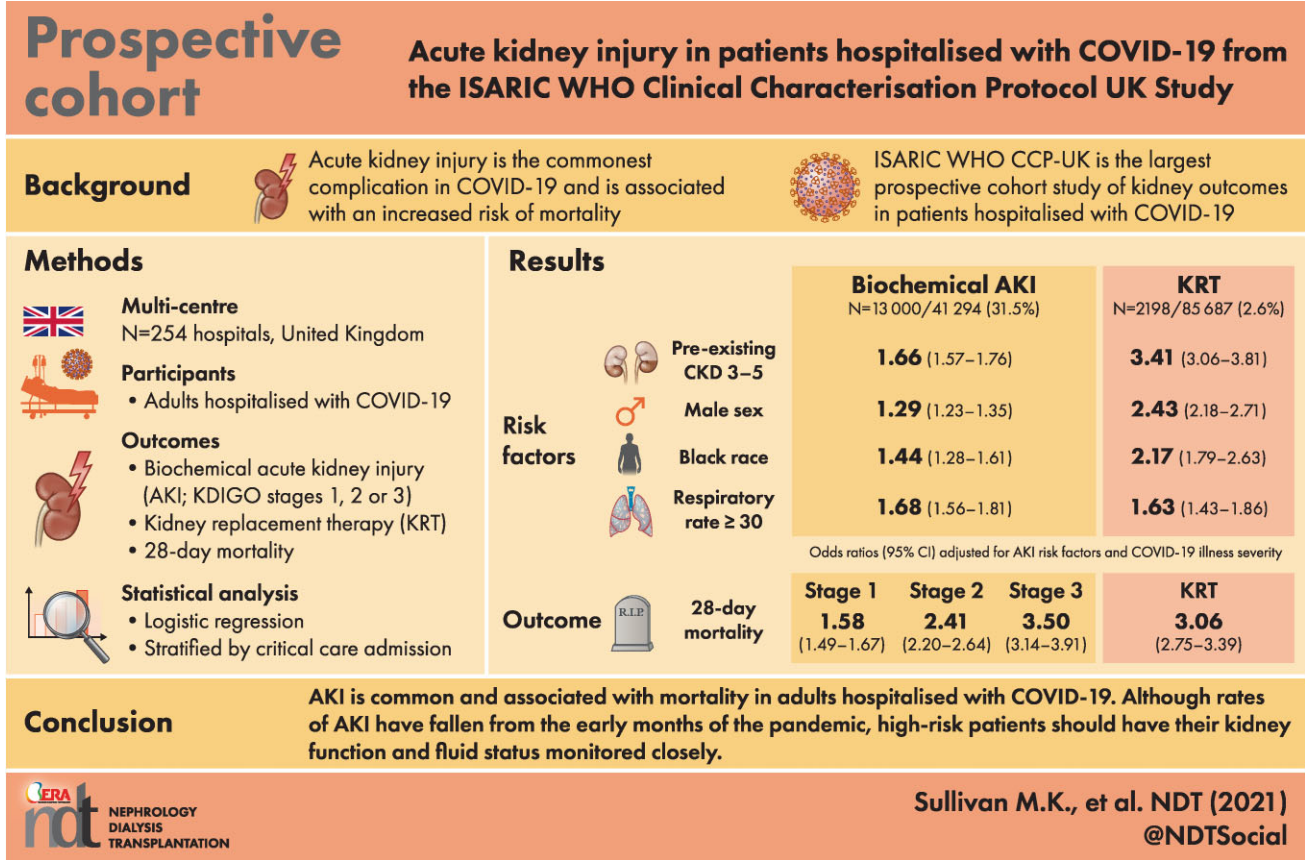 Prospective
cohort
Acute kidney injury in patients hospitalised with COVID-19 from
the ISARIC WHO Clinical Characterisation Protocol UK Study
Background
Acute kidney injury is the commonest
complication in COVID-19 and is associated
with an increased risk of mortality
ISARIC WHO CCP-UK is the largest
prospective cohort study of kidney outcomes
in patients hospitalised with COVID-19
Methods
Multi-centre
N=254 hospitals, United Kingdom
Participants
• Adults hospitalised with COVID-19
Outcomes
• Biochemical acute kidney injury
(AKI; KDIGO stages 1, 2 or 3)
• Kidney replacement therapy (KRT)
• 28-day mortality
Statistical analysis
• Logistic regression
• Stratified by critical care admission
Results
Biochemical AKI
N=13 000/41 294 (31.5%)
KRT
N=2198/85 687 (2.6%)
Risk
factors
Pre-existing
CKD 3–5
1.66 (1.57–1.76)
3.41 (3.06–3.81)
Male sex
1.29 (1.23–1.35)
2.43 (2.18–2.71)
Black race
1.44 (1.28–1.61)
2.17 (1.79–2.63)
Respiratory
rate ≥ 30
1.68 (1.56–1.81)
1.63 (1.43–1.86)
Odds ratios (95% CI) adjusted for AKI risk factors and COVID-19 illness severity
Outcome
R.I.P.
28-day
mortality
Stage 1
1.58
(1.49–1.67)
Stage 2
2.41
(2.20–2.64)
Stage 3
3.50
(3.14–3.91)
KRT
3.06
(2.75–3.39)
Conclusion
AKI is common and associated with mortality in adults hospitalised with COVID-19. Although rates
of AKI have fallen from the early months of the pandemic, high-risk patients should have their kidney
function and fluid status monitored closely.
ERA
ndt
NEPHROLOGY
DIALYSIS
TRANSPLANTATION
Sullivan M.K., et al. NDT (2021)
@NDTSocial